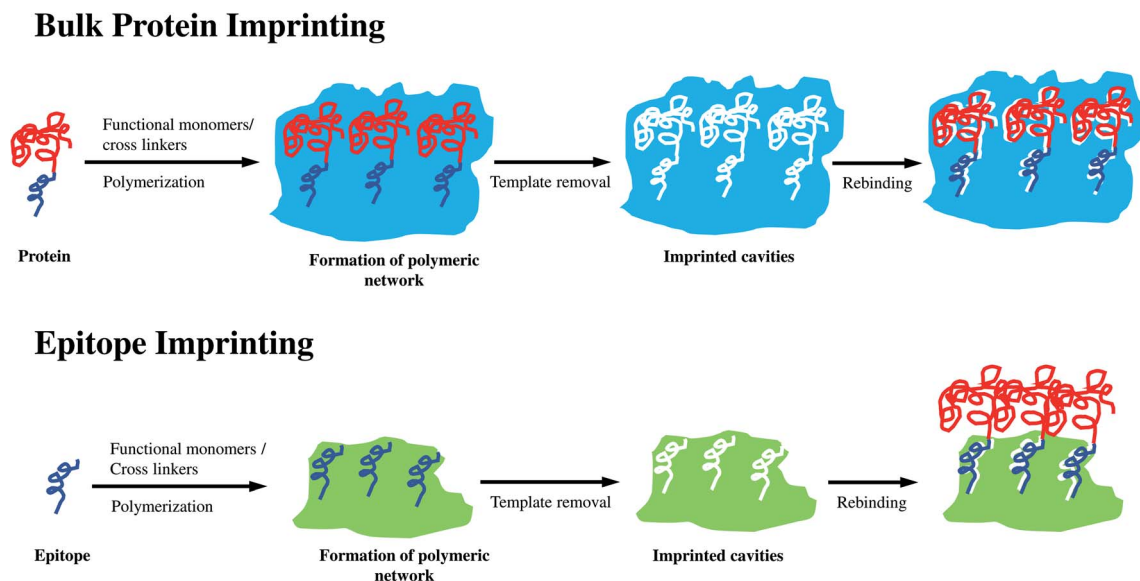 Bulk Protein Imprinting
Functional monomers/
cross linkers
Polymerization
Template removal
Rebinding
Protein
Formation of polymeric
network
Imprinted cavities
Epitope Imprinting
Functional monomers /
Cross linkers
Polymerization
Template removal
Rebinding
Epitope
Formation of polymeric
network
Imprinted cavities